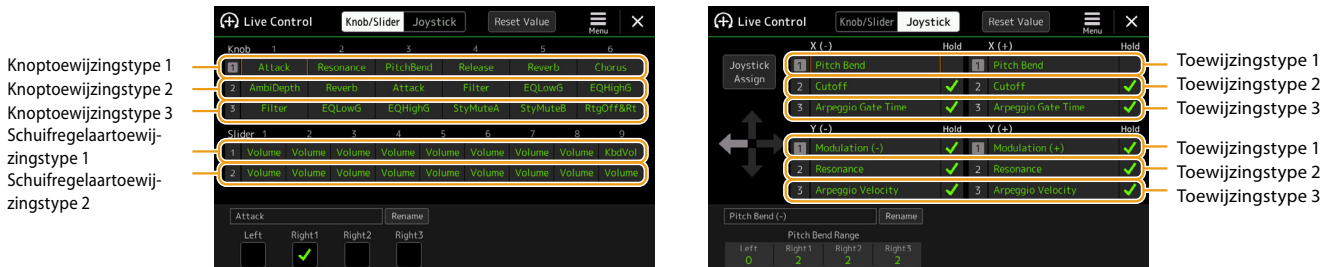 Live Control Knob/Slider Joystick Reset Value Menu
Knob 1 2 3 4 5 6
Knoptoewijzingstype 1
1 Attack Resonance PitchBend Release Reverb Chorus
Knoptoewijzingstype 2
2 AmbiDepth Reverb Attack Filter EQLowG EQHighG
Knoptoewijzingstype 3
3 Filter EQLowG EQHighG StyMuteA StyMuteB RtgOff&Rt
Schuifregelaartoewij-
zingstype 1
Slider 1 2 3 4 5 6 7 8 9
1 Volume Volume Volume Volume Volume Volume Volume Volume KbdVol
Schuifregelaartoewij-
zingstype 2
2 Volume Volume Volume Volume Volume Volume Volume Volume Volume
Attack Rename
Left Right1 Right2 Right3
Live Control Knob/Slider Joystick Reset Value Menu
Joystick
Assign
X (-) Hold X (+) Hold
1 Pitch Bend 1 Pitch Bend
Toewijzingstype 1
2 Cutoff 2 Cutoff
Toewijzingstype 2
3 Arpeggio Gate Time 3 Arpeggio Gate Time
Toewijzingstype 3
Y (-) Hold Y (+) Hold
1 Modulation (-) 1 Modulation (+)
Toewijzingstype 1
2 Resonance 2 Resonance
Toewijzingstype 2
3 Arpeggio Velocity 3 Arpeggio Velocity
Toewijzingstype 3
Pitch Bend (-) Rename
Pitch Bend Range
Left Right1 Right2 Right3
0 2 2 2